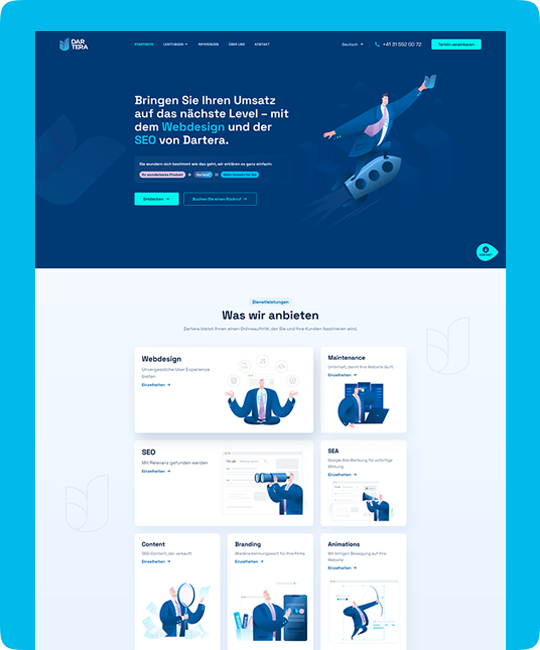 DAR
TERA
STARTSEITE LEISTUNGEN REFERENZEN ÜBER UNS KONTAKT
Deutsch
+41 31 552 00 72
Termin vereinbaren
Bringen Sie Ihren Umsatz
auf das nächste Level – mit
dem Webdesign und der
SEO von Dartera.
Sie wundern sich bestimmt wie das geht, wir erklären es ganz einfach:
Ihr wunderbares Produkt + Dartera =
Entdecken →
Buchen Sie einen Rückruf →
KONTAKT
Dienstleistungen
Was wir anbieten
Dartera bietet Ihnen einen Onlineauftritt, der Sie und Ihre Kunden faszinieren wird.
Webdesign
Unvergessliche User Experience
bieten
Einzelheiten →
Maintenance
Unterhalt, damit Ihre Website läuft
Einzelheiten →
SEO
Mit Relevanz gefunden werden
Einzelheiten →
SEA
Google Ads Werbung für sofortige
Wirkung
Einzelheiten →
Content
SEO Content, der verkauft
Einzelheiten →
Branding
Wiedererkennungswert für Ihre Firma
Einzelheiten →
Animations
Wir bringen Bewegung auf Ihre
Website
Einzelheiten →